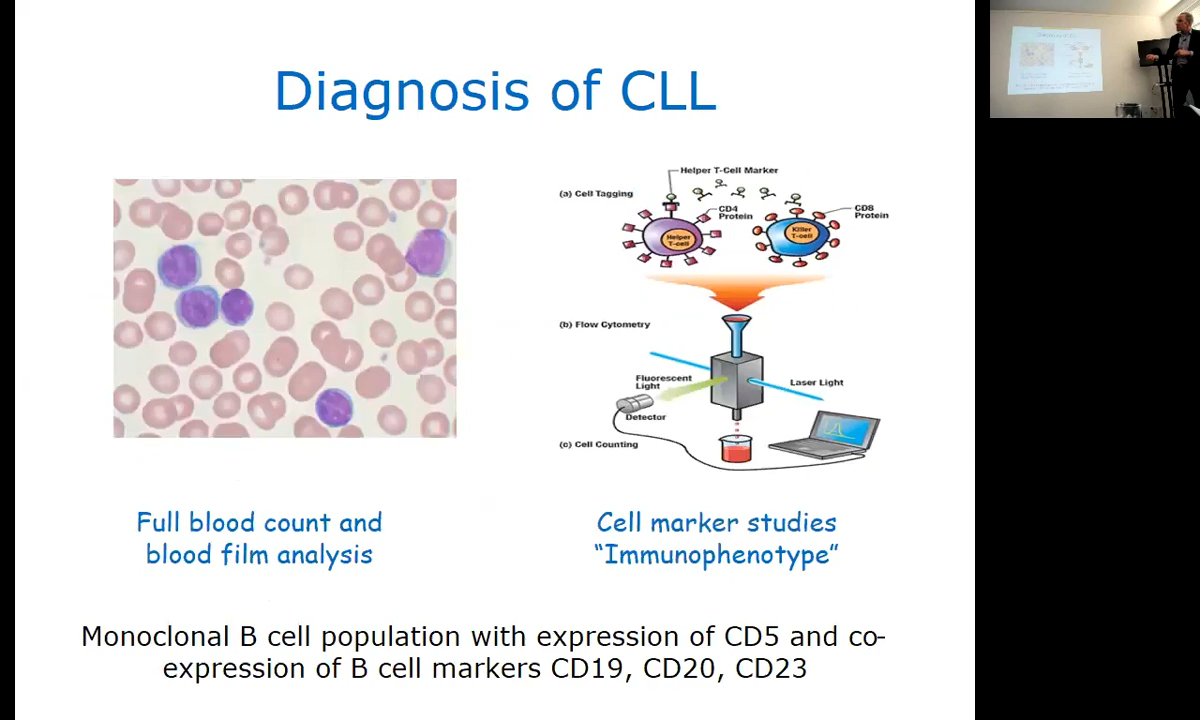 Diagnosis of CLL
Helper T-Cell Marker
(a) Cell Tagging
CD4
Protein
CD8
Protein
Helper
T-cell
Killer
T-cell
(b) Flow Cytometry
Fluorescent
Light
Laser Light
Detector
(c) Cell Counting
Full blood count and
blood film analysis
Cell marker studies
“Immunophenotype”
Monoclonal B cell population with expression of CD5 and co-
expression of B cell markers CD19, CD20, CD23